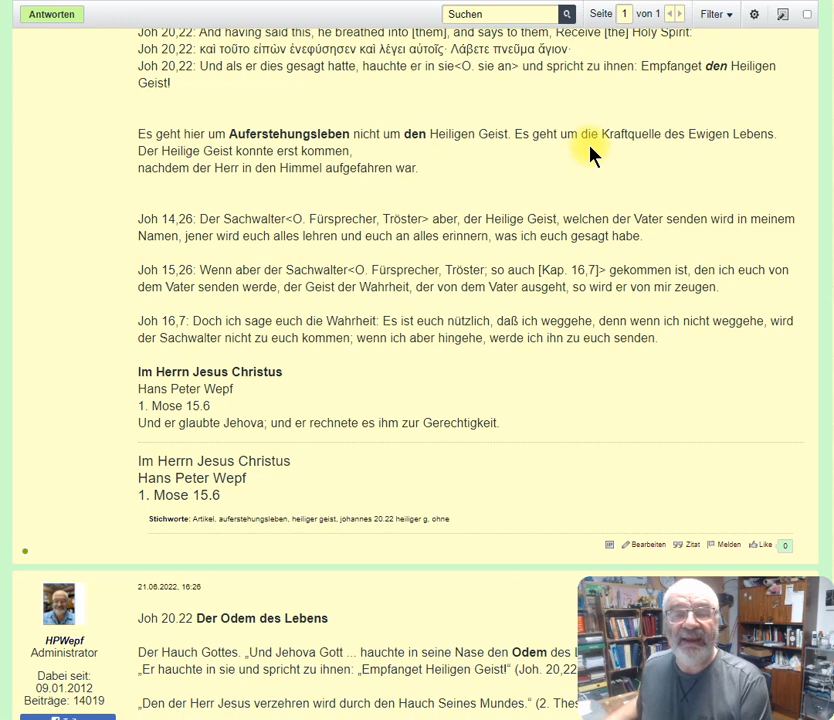 Antworten
Suchen
Seite 1 von 1
Filter
Joh 20,22: And having said this, he breathed into [them], and says to them, Receive [the] Holy Spirit:
Joh 20,22: καὶ τοῦτο εἰπὼν ἐνεφύσησεν καὶ λέγει αὐτοῖς· Λάβετε πνεῦμα ἅγιον·
Joh 20,22: Und als er dies gesagt hatte, hauchte er in sie<O. sie an> und spricht zu ihnen: Empfanget den Heiligen
Geist!
Es geht hier um Auferstehungsleben nicht um den Heiligen Geist. Es geht um die Kraftquelle des Ewigen Lebens.
Der Heilige Geist konnte erst kommen,
nachdem der Herr in den Himmel aufgefahren war.
Joh 14,26: Der Sachwalter<O. Fürsprecher, Tröster> aber, der Heilige Geist, welchen der Vater senden wird in meinem
Namen, jener wird euch alles lehren und euch an alles erinnern, was ich euch gesagt habe.
Joh 15,26: Wenn aber der Sachwalter<O. Fürsprecher, Tröster; so auch [Kap. 16,7]> gekommen ist, den ich euch von
dem Vater senden werde, der Geist der Wahrheit, der von dem Vater ausgeht, so wird er von mir zeugen.
Joh 16,7: Doch ich sage euch die Wahrheit: Es ist euch nützlich, daß ich weggehe, denn wenn ich nicht weggehe, wird
der Sachwalter nicht zu euch kommen; wenn ich aber hingehe, werde ich ihn zu euch senden.
Im Herrn Jesus Christus
Hans Peter Wepf
1. Mose 15.6
Und er glaubte Jehova; und er rechnete es ihm zur Gerechtigkeit.
Im Herrn Jesus Christus
Hans Peter Wepf
1. Mose 15.6
Stichworte: Artikel, auferstehungsleben, heiliger geist, johannes 20.22 heiliger g, ohne
Bearbeiten Zitat Melden Like 0
21.06.2022, 16:26
HPWepf
Administrator
Dabei seit:
09.01.2012
Beiträge: 14019
Joh 20.22 Der Odem des Lebens
Der Hauch Gottes. „Und Jehova Gott ... hauchte in seine Nase den Odem des
„Er hauchte in sie und spricht zu ihnen: „Empfanget Heiligen Geist!“ (Joh. 20,22
„Den der Herr Jesus verzehren wird durch den Hauch Seines Mundes.“ (2. Thes